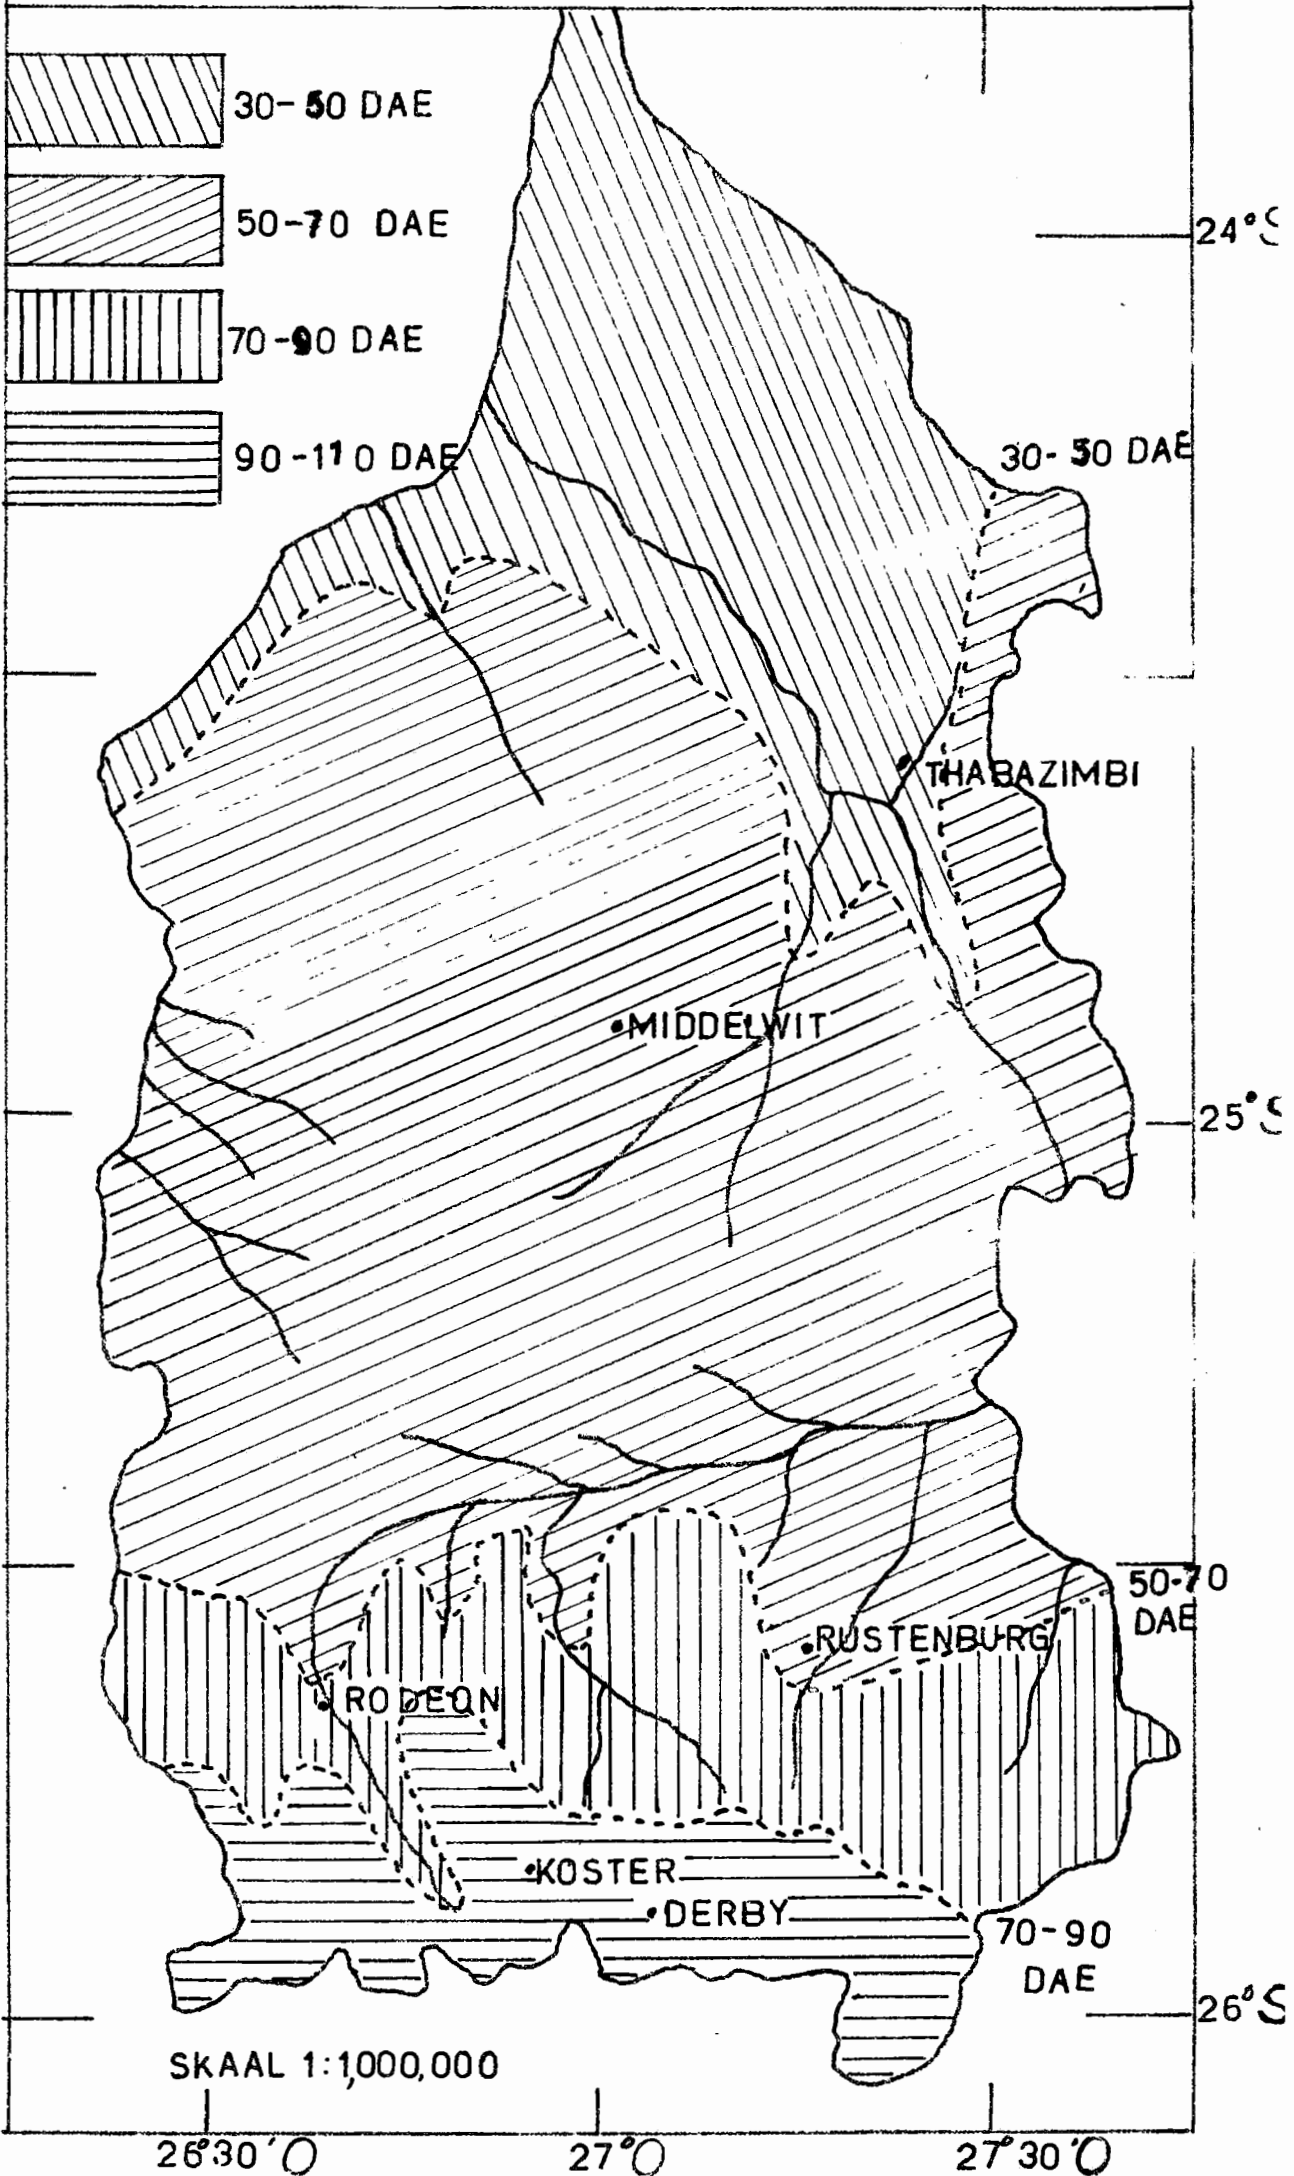 30-50 DAE
50-70 DAE
70-90 DAE
90-110 DAE
24°S
30-50 DAE
THABAZIMBI
MIDDELWIT
25°S
50-70
DAE
RUSTENBURG
RODEON
KOSTER
DERBY
70-90
DAE
26°S
SKAAL 1:1,000,000
26°30'O
27°O
27°30'O